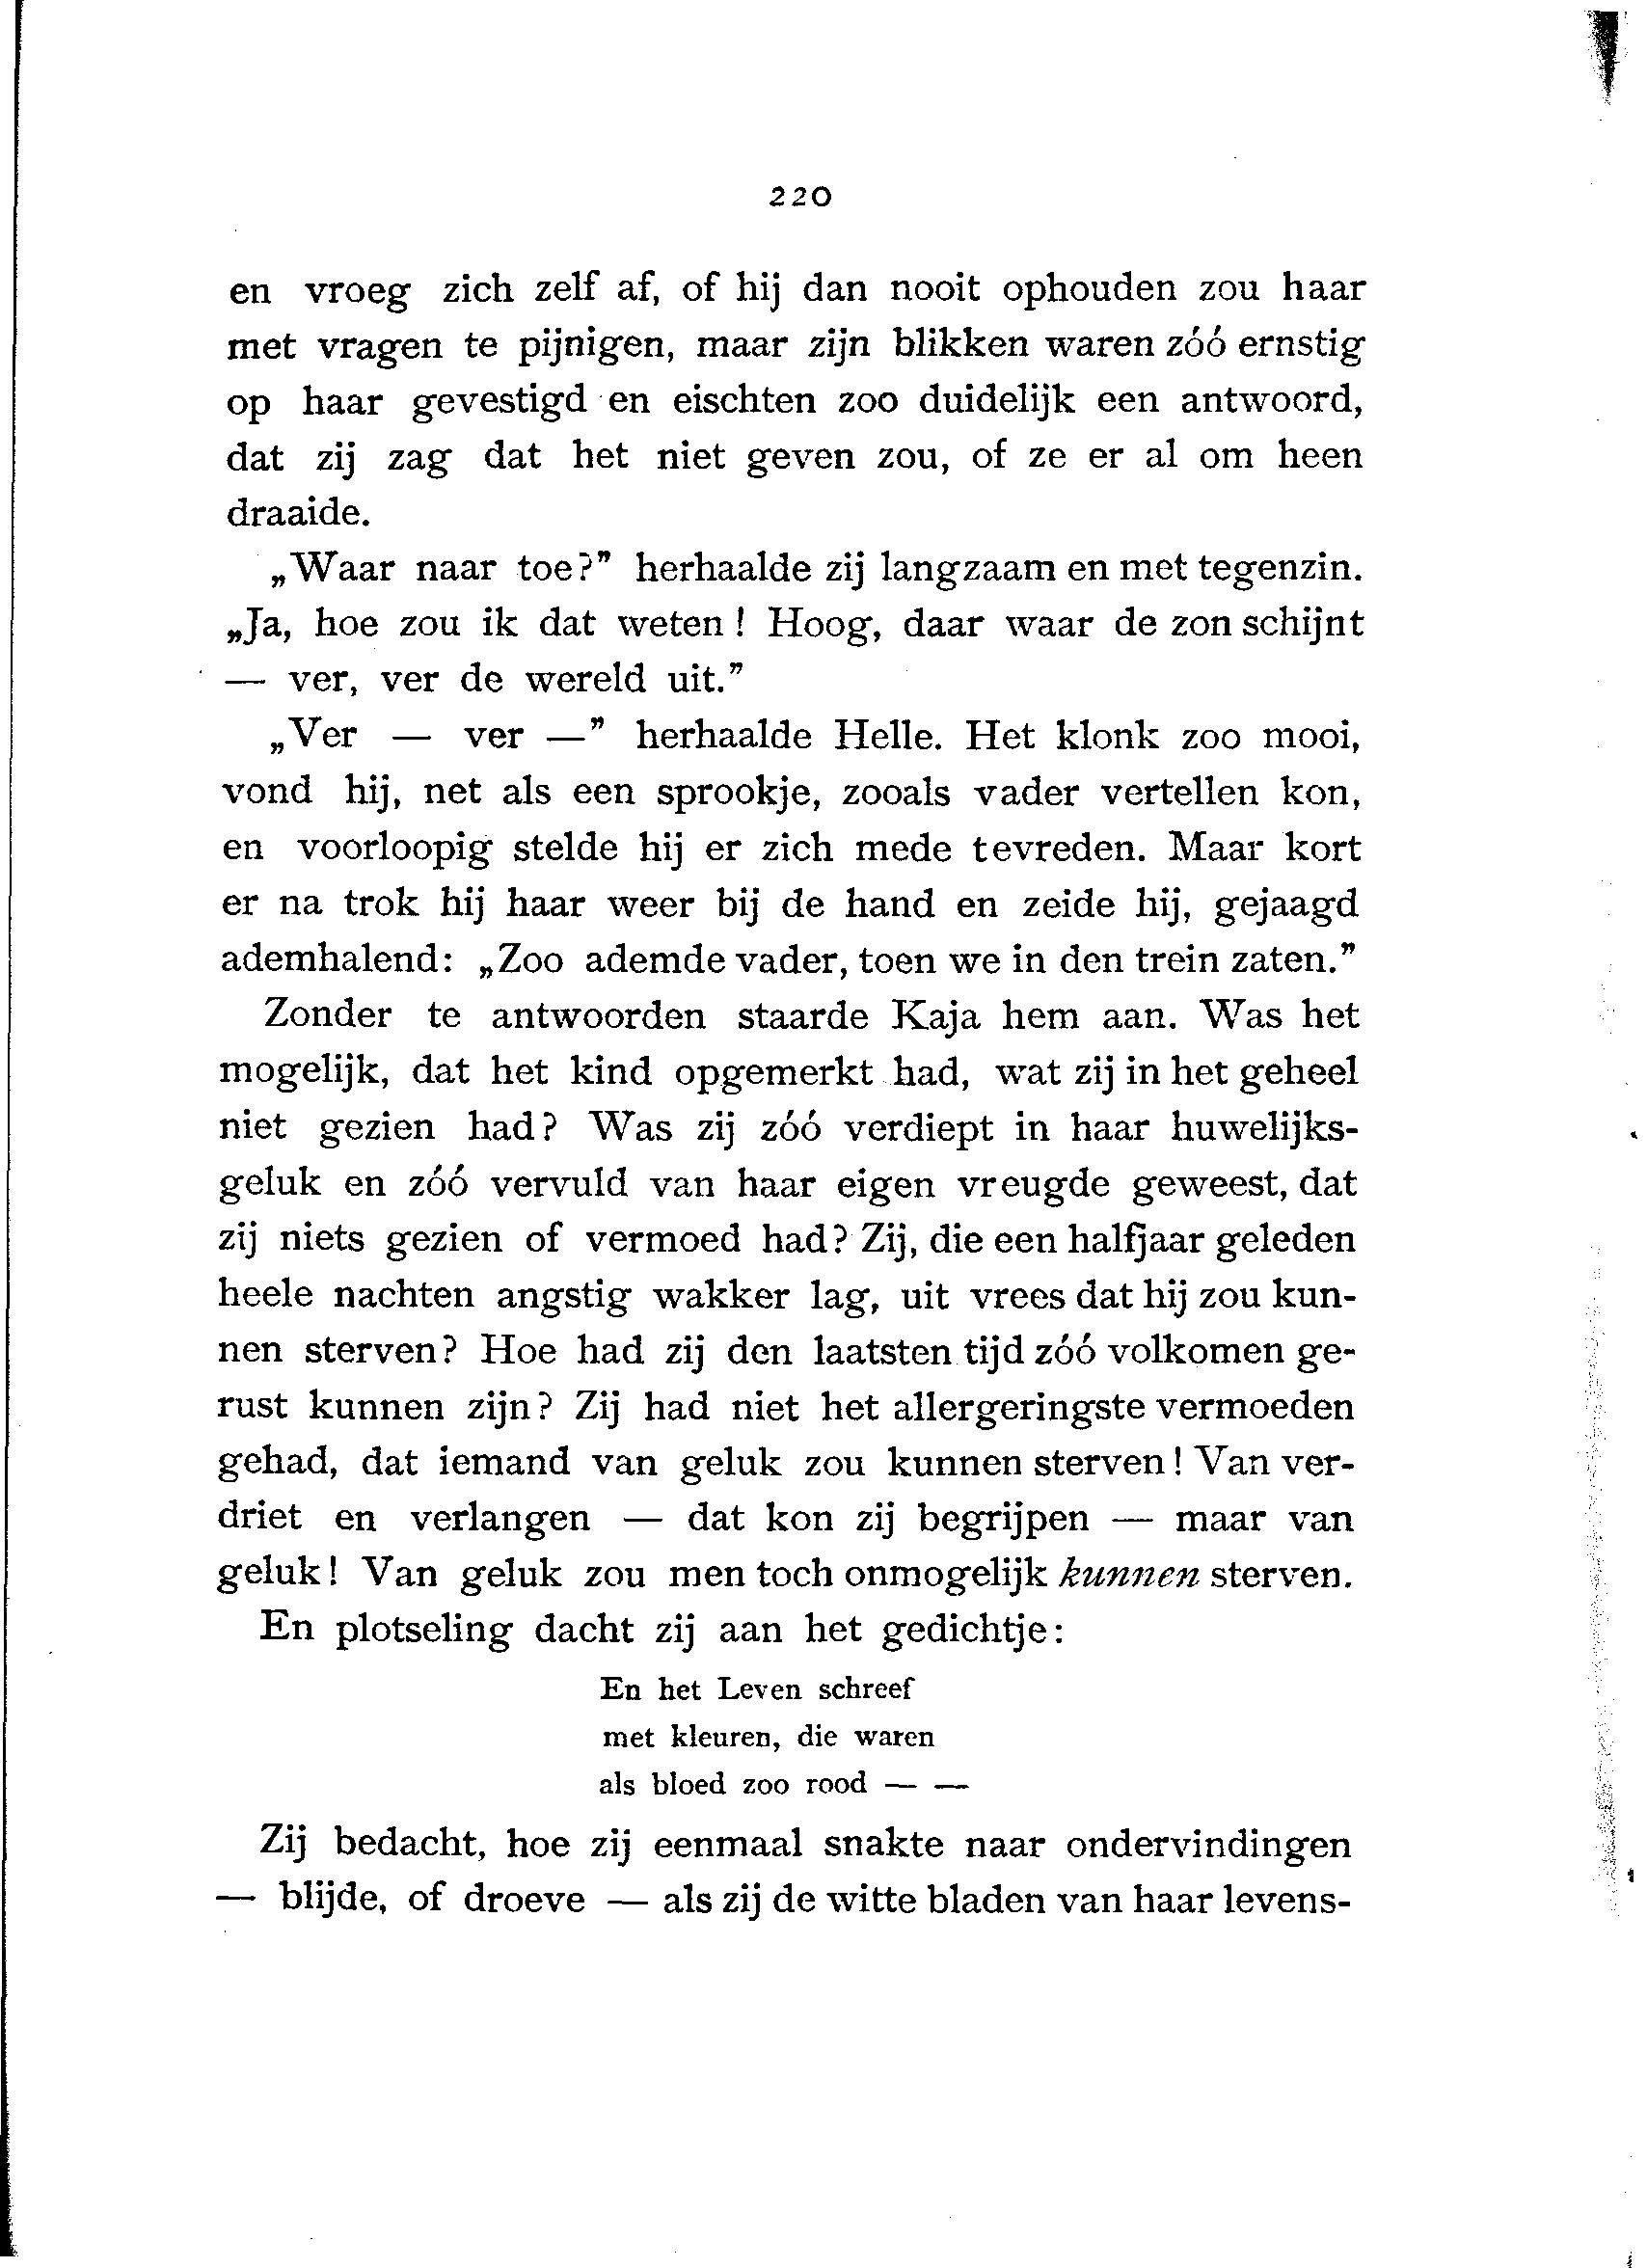 220
en vroeg zich zelf af, of hij dan nooit ophouden zou haar
met vragen te pijnigen, maar zijn blikken waren zóó ernstig
op haar gevestigd en eischten zoo duidelijk een antwoord,
dat zij zag dat het niet geven zou, of ze er al om heen
draaide.
„Waar naar toe?” herhaalde zij langzaam en met tegenzin.
„Ja, hoe zou ik dat weten! Hoog, daar waar de zon schijnt
— ver, ver de wereld uit.”
„Ver — ver —” herhaalde Helle. Het klonk zoo mooi,
vond hij, net als een sprookje, zooals vader vertellen kon,
en voorloopig stelde hij er zich mede tevreden. Maar kort
er na trok hij haar weer bij de hand en zeide hij, gejaagd
ademhalend: „Zoo ademde vader, toen we in den trein zaten.”
Zonder te antwoorden staarde Kaja hem aan. Was het
mogelijk, dat het kind opgemerkt had, wat zij in het geheel
niet gezien had? Was zij zóó verdiept in haar huwelijks-
geluk en zóó vervuld van haar eigen vreugde geweest, dat
zij niets gezien of vermoed had? Zij, die een halfjaar geleden
heele nachten angstig wakker lag, uit vrees dat hij zou kun-
nen sterven? Hoe had zij den laatsten tijd zóó volkomen ge-
rust kunnen zijn? Zij had niet het allergeringste vermoeden
gehad, dat iemand van geluk zou kunnen sterven! Van ver-
driet en verlangen — dat kon zij begrijpen — maar van
geluk! Van geluk zou men toch onmogelijk kunnen sterven.
En plotseling dacht zij aan het gedichtje:
En het Leven schreef
met kleuren, die waren
als bloed zoo rood — —
Zij bedacht, hoe zij eenmaal snakte naar ondervindingen
— blijde, of droeve — als zij de witte bladen van haar levens-